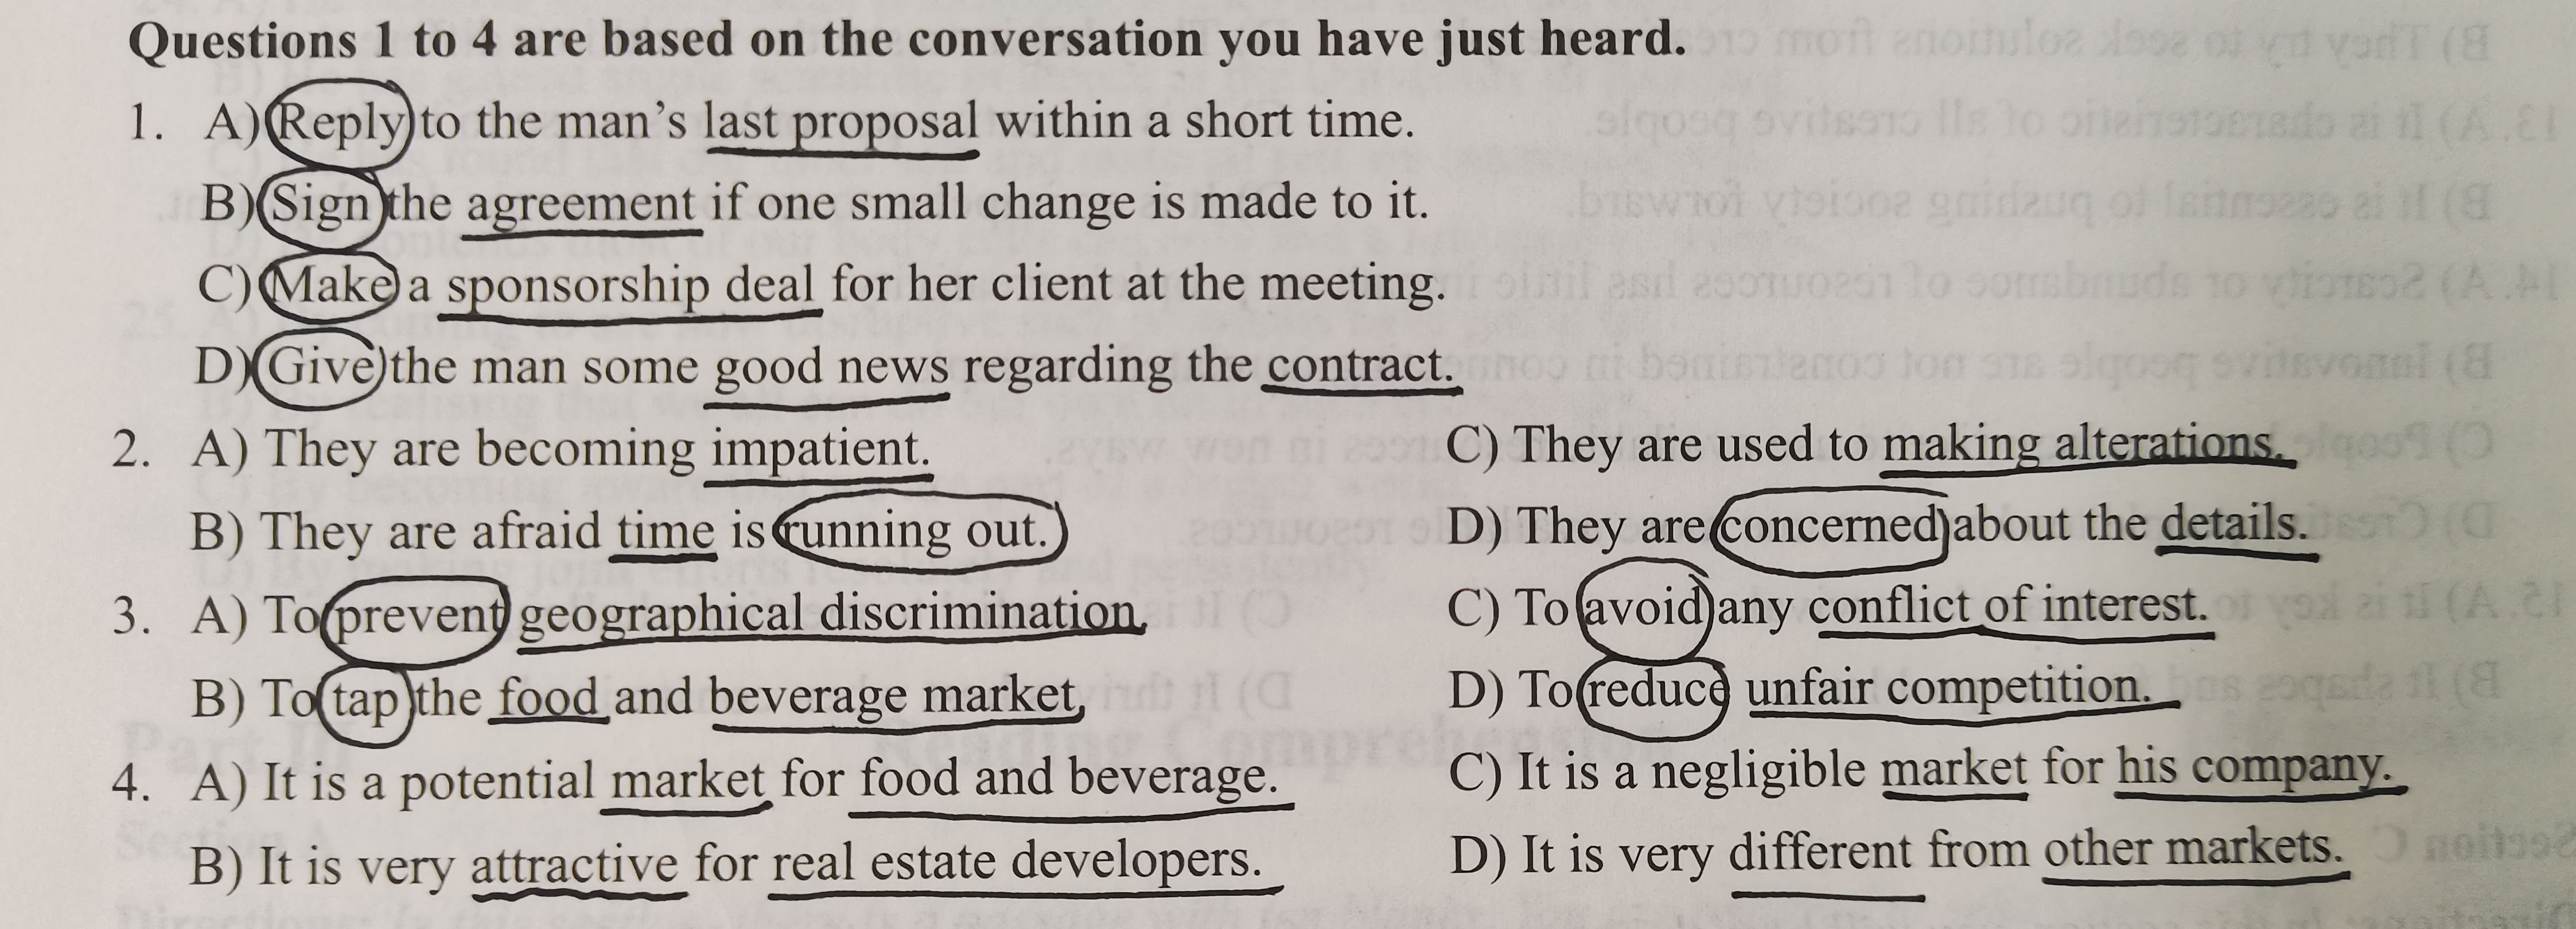 Questions 1 to 4 are based on the conversation you have just heard.
1. A) Reply to the man's last proposal within a short time.
B) Sign the agreement if one small change is made to it.
C) Make a sponsorship deal for her client at the meeting.
D) Give the man some good news regarding the contract.
2. A) They are becoming impatient. C) They are used to making alterations.
B) They are afraid time is running out. D) They are concerned about the details.
3. A) To prevent geographical discrimination. C) To avoid any conflict of interest.
B) To tap the food and beverage market. D) To reduce unfair competition.
4. A) It is a potential market for food and beverage. C) It is a negligible market for his company.
B) It is very attractive for real estate developers. D) It is very different from other markets.